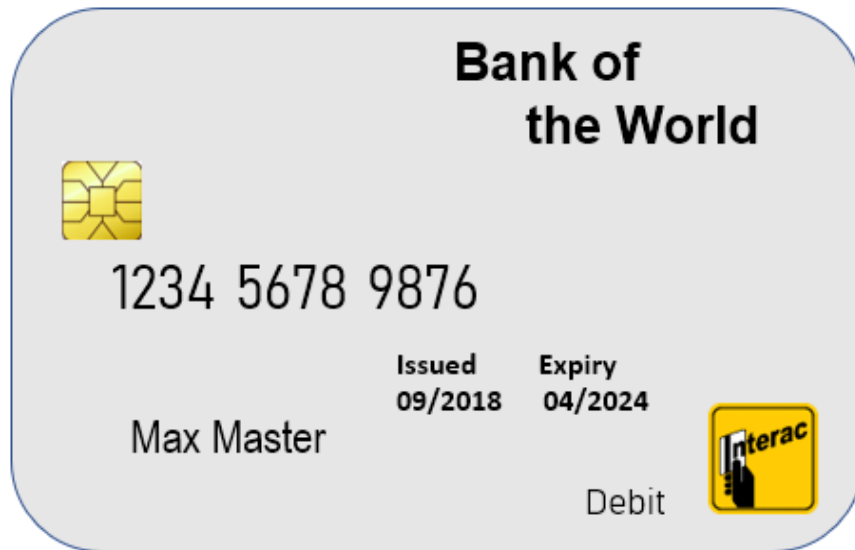 Bank of
the World
1234 5678 9876
Issued Expiry
09/2018 04/2024
Max Master
Interac
Debit